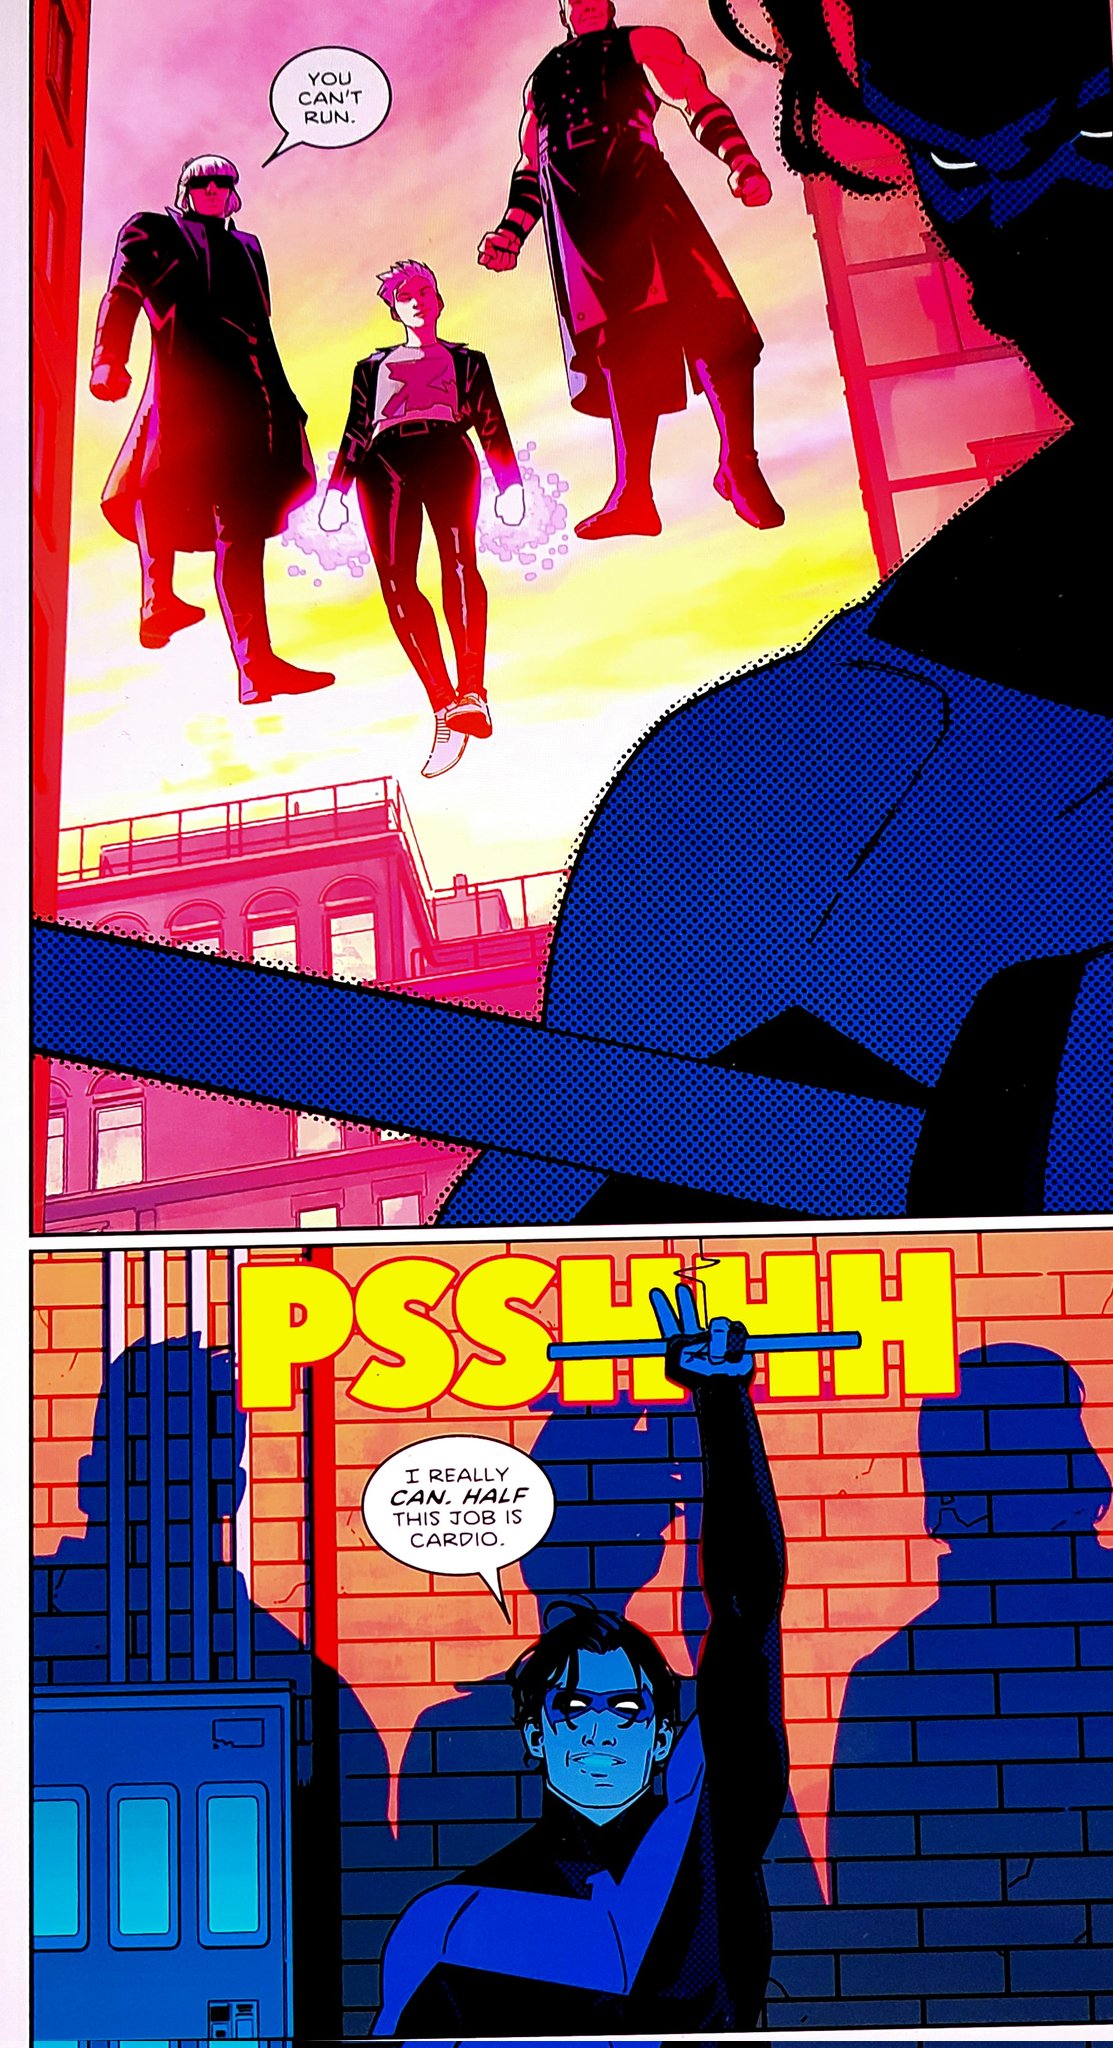 YOU
CAN'T
RUN.
PSSHHH
I REALLY
CAN. HALF
THIS JOB IS
CARDIO.